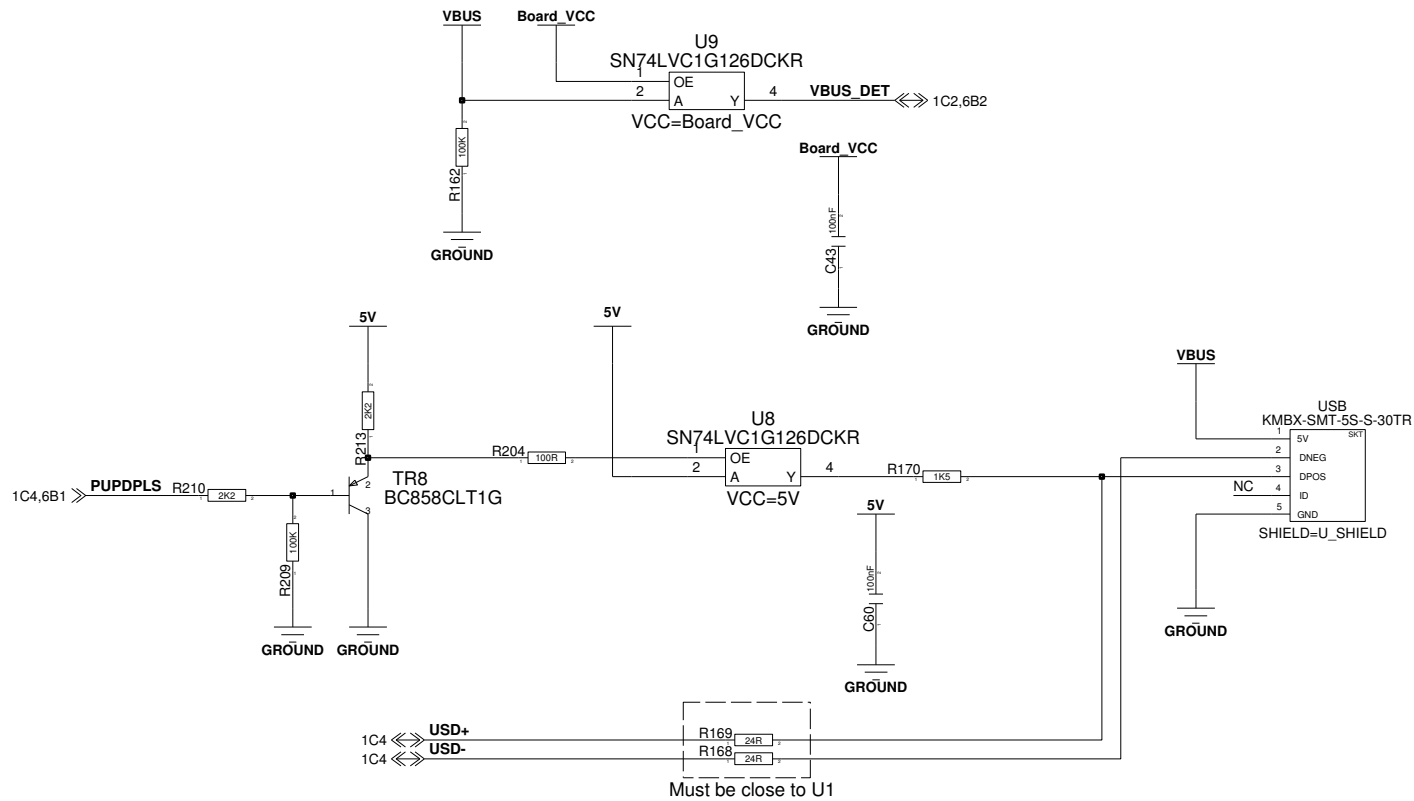 VBUS
Board_VCC
U9
SN74LVC1G126DCKR
1
OE
2
A
Y
4
VBUS_DET
1C2,6B2
VCC=Board_VCC
100K
R162
GROUND
Board_VCC
100nF
C43
GROUND
5V
5V
VBUS
2K2
R213
U8
SN74LVC1G126DCKR
R204
100R
1
OE
2
A
Y
4
R170
1K5
VCC=5V
USB
KMBX-SMT-5S-S-30TR
SKT
1
5V
2
DNEG
3
DPOS
NC
4
ID
5
GND
SHIELD=U_SHIELD
1C4,6B1
PUPDPLS
R210
2K2
1
2
3
TR8
BC858CLT1G
100K
R209
GROUND
GROUND
5V
100nF
C60
GROUND
GROUND
1C4
USD+
R169
24R
1C4
USD-
R168
24R
Must be close to U1